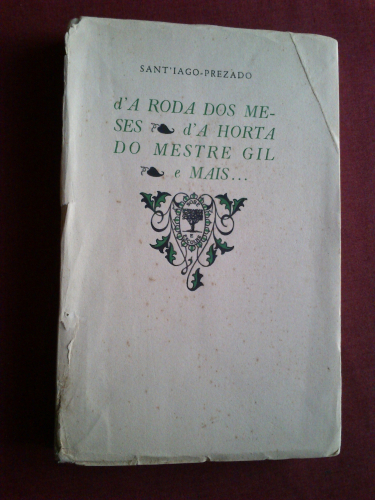 SANT'IAGO-PREZADO
d'A RODA DOS ME-
SES d'A HORTA
DO MESTRE GIL
e MAIS...